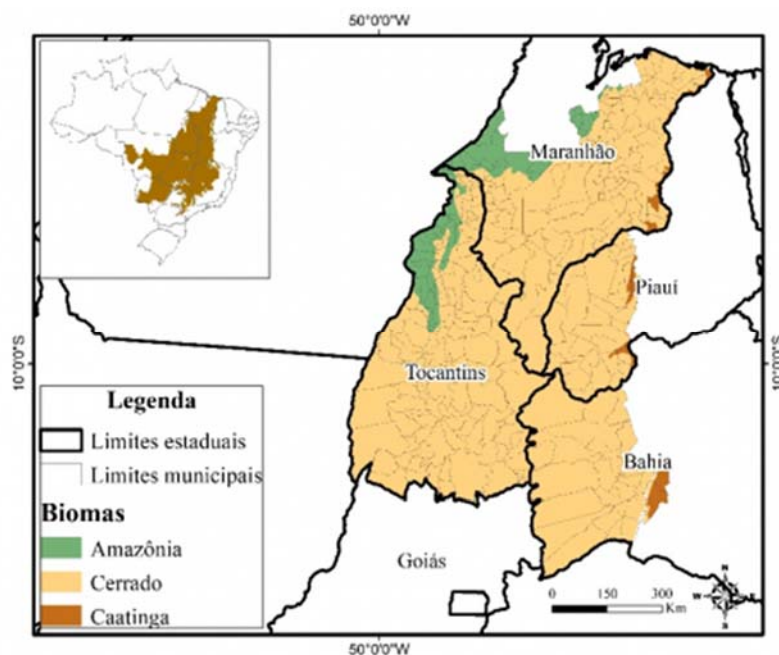 50°0'0"W
Maranhão
Piauí
10°0'0"S
10°0'0"S
Tocantins
Legenda
Limites estaduais
Limites municipais
Bahia
Biomas
Amazônia
Goiás
Cerrado
Caatinga
N
W
E
S
0 150 300
Km
50°0'0"W